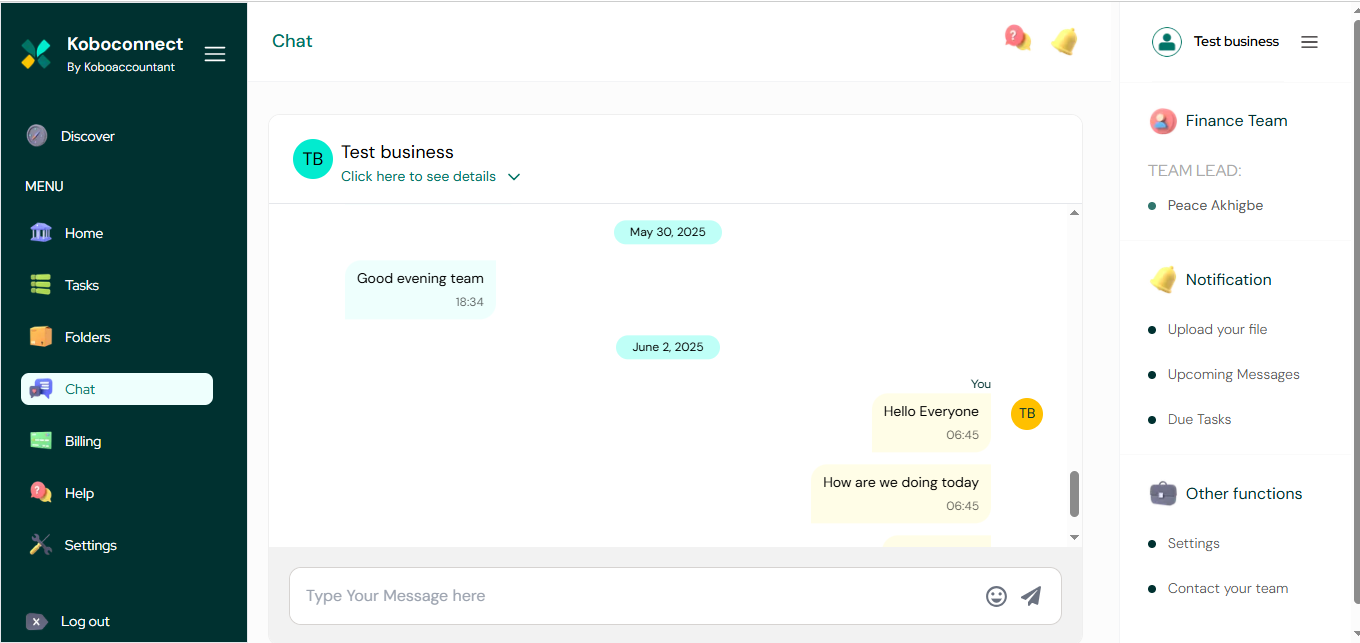 Koboconnect
By Koboaccountant
Discover
MENU
Home
Tasks
Folders
Chat
Billing
Help
Settings
Log out
Chat
TB
Test business
Click here to see details
May 30, 2025
Good evening team
18:34
June 2, 2025
You
Hello Everyone
06:45
TB
How are we doing today
06:45
Type Your Message here
Test business
Finance Team
TEAM LEAD:
Peace Akhigbe
Notification
Upload your file
Upcoming Messages
Due Tasks
Other functions
Settings
Contact your team